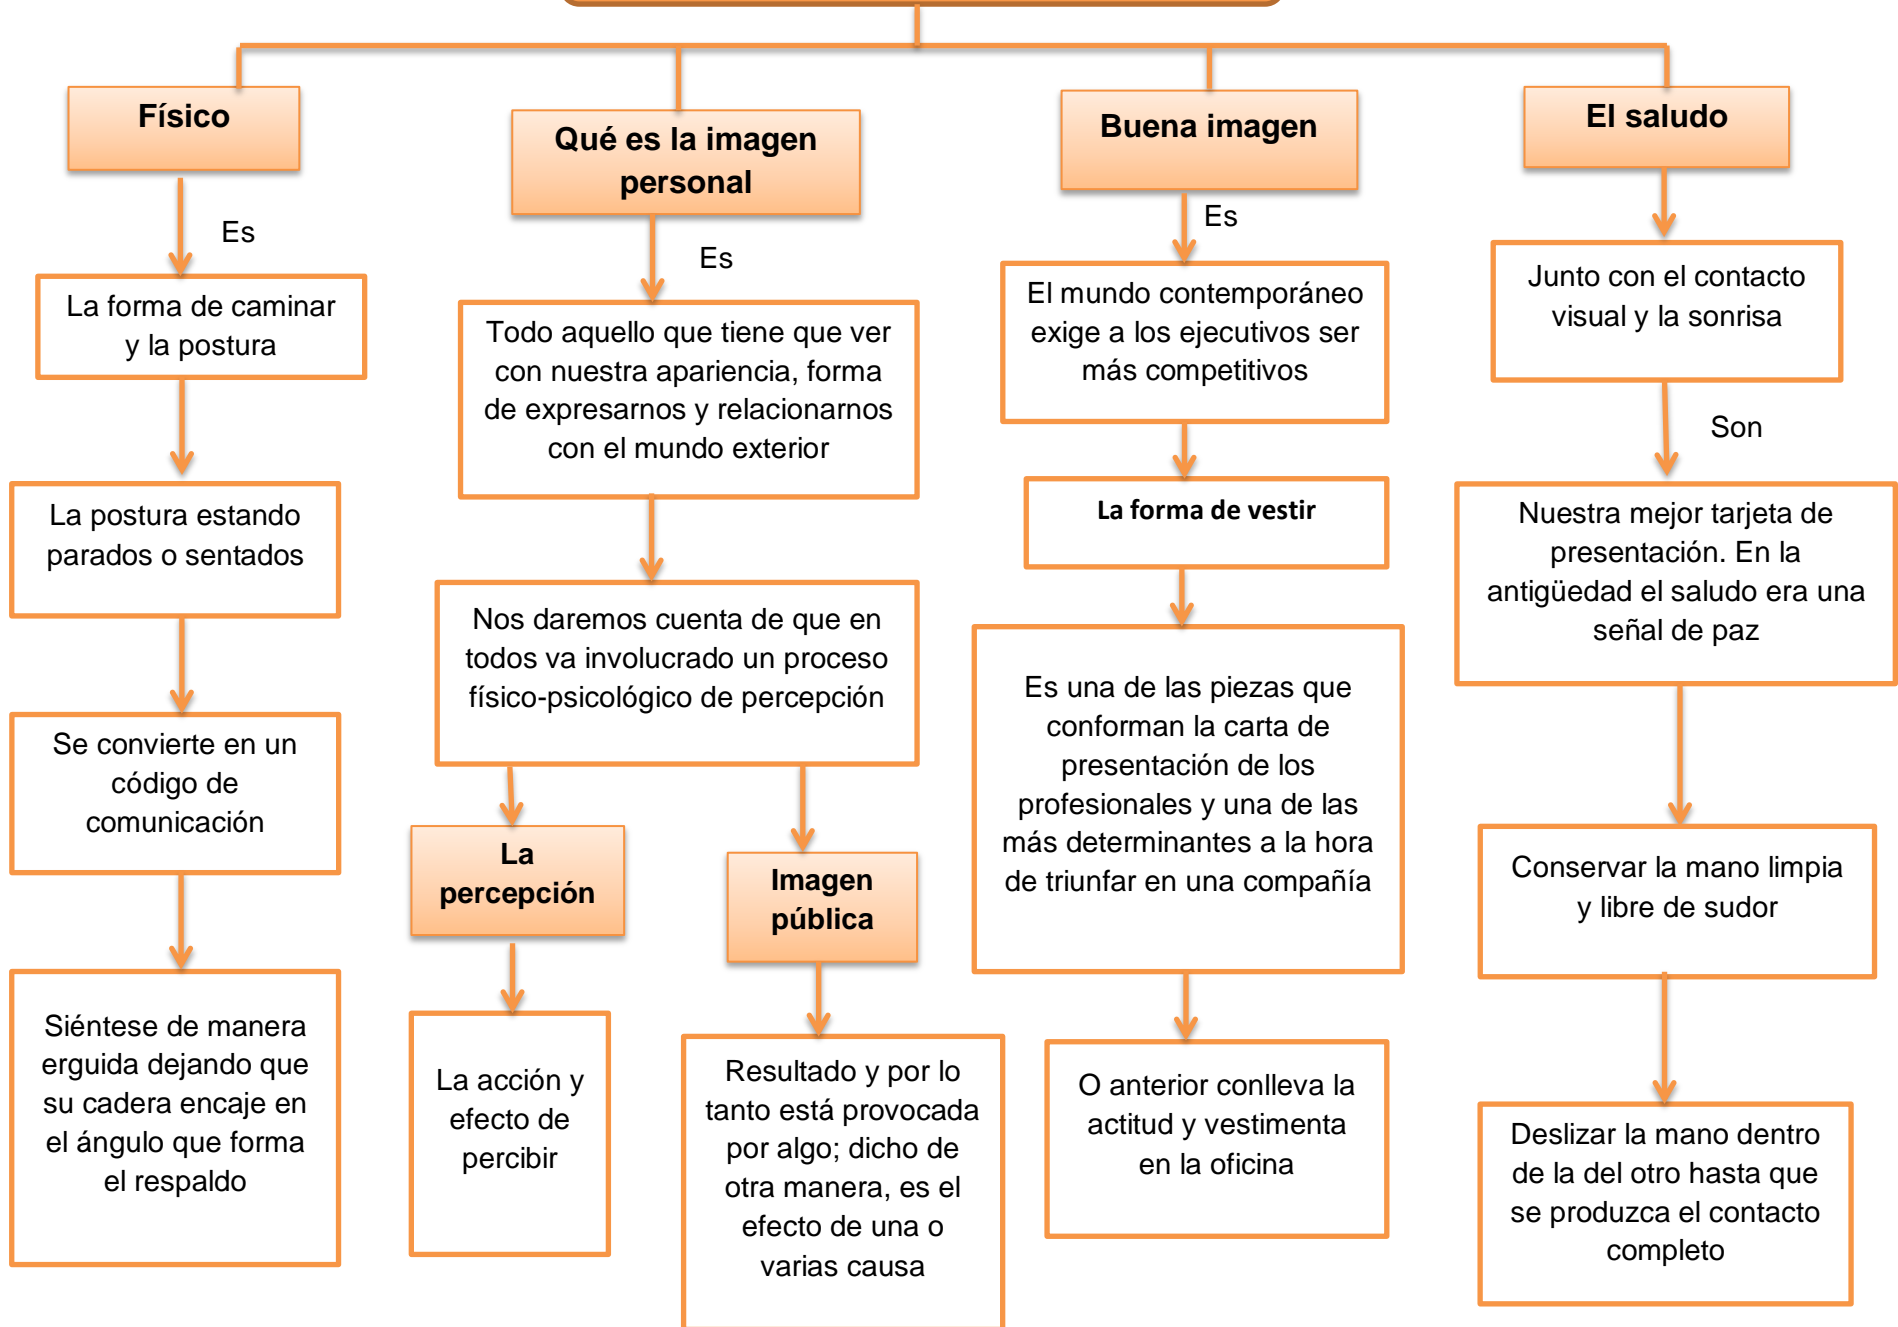 Físico
Es
La forma de caminar
y la postura
La postura estando
parados o sentados
Se convierte en un
código de
comunicación
Siéntese de manera
erguida dejando que
su cadera encaje en
el ángulo que forma
el respaldo
Qué es la imagen
personal
Es
Todo aquello que tiene que ver
con nuestra apariencia, forma
de expresarnos y relacionarnos
con el mundo exterior
Nos daremos cuenta de que en
todos va involucrado un proceso
físico-psicológico de percepción
La
percepción
La acción y
efecto de
percibir
Imagen
pública
Resultado y por lo
tanto está provocada
por algo; dicho de
otra manera, es el
efecto de una o
varias causa
Buena imagen
Es
El mundo contemporáneo
exige a los ejecutivos ser
más competitivos
La forma de vestir
Es una de las piezas que
conforman la carta de
presentación de los
profesionales y una de las
más determinantes a la hora
de triunfar en una compañía
O anterior conlleva la
actitud y vestimenta
en la oficina
El saludo
Junto con el contacto
visual y la sonrisa
Son
Nuestra mejor tarjeta de
presentación. En la
antigüedad el saludo era una
señal de paz
Conservar la mano limpia
y libre de sudor
Deslizar la mano dentro
de la del otro hasta que
se produzca el contacto
completo